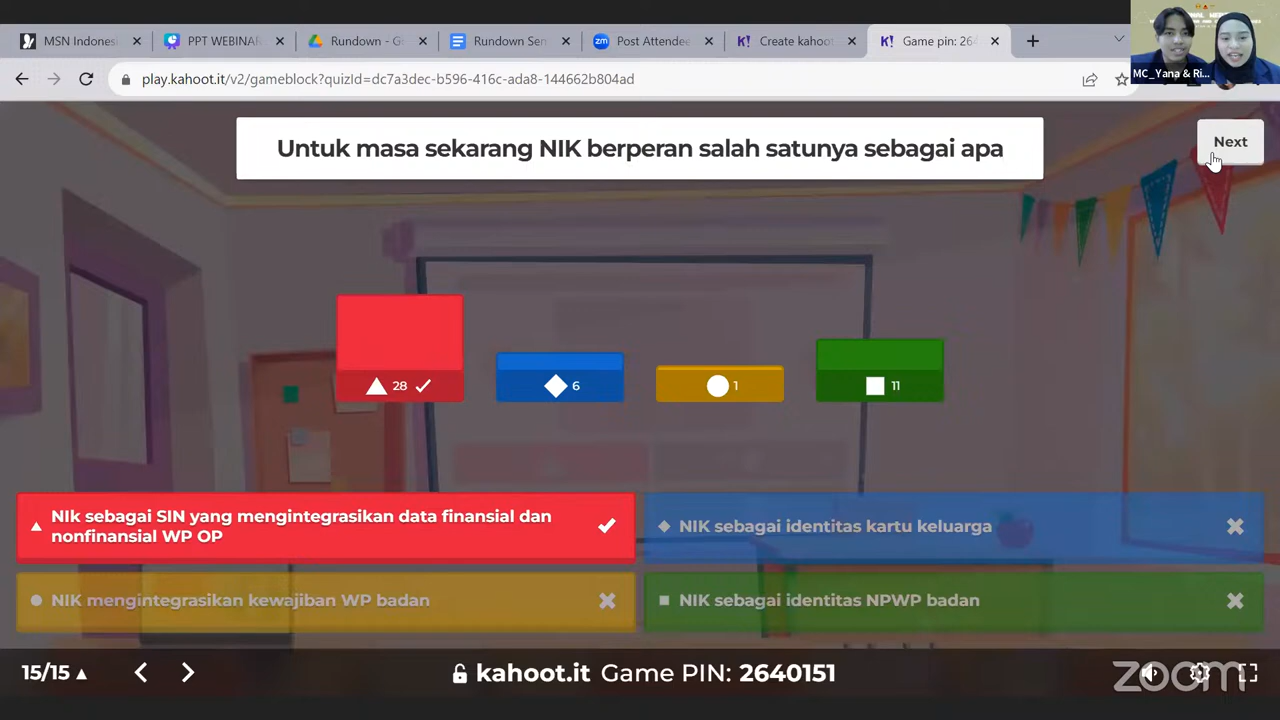 MSN Indones
PPT WEBINAR
Rundown - G
Rundown Sem
zm
Post Attendee
K!
Create kahoot
K!
Game pin: 264
play.kahoot.it/v2/gameblock?quizId=dc7a3dec-b596-416c-ada8-144662b804ad
MC_Yana & Ri...
Untuk masa sekarang NIK berperan salah satunya sebagai apa
Next
28
6
1
11
NIk sebagai SIN yang mengintegrasikan data finansial dan
nonfinansial WP OP
NIK sebagai identitas kartu keluarga
NIK mengintegrasikan kewajiban WP badan
NIK sebagai identitas NPWP badan
15/15
kahoot.it Game PIN: 2640151
zoom